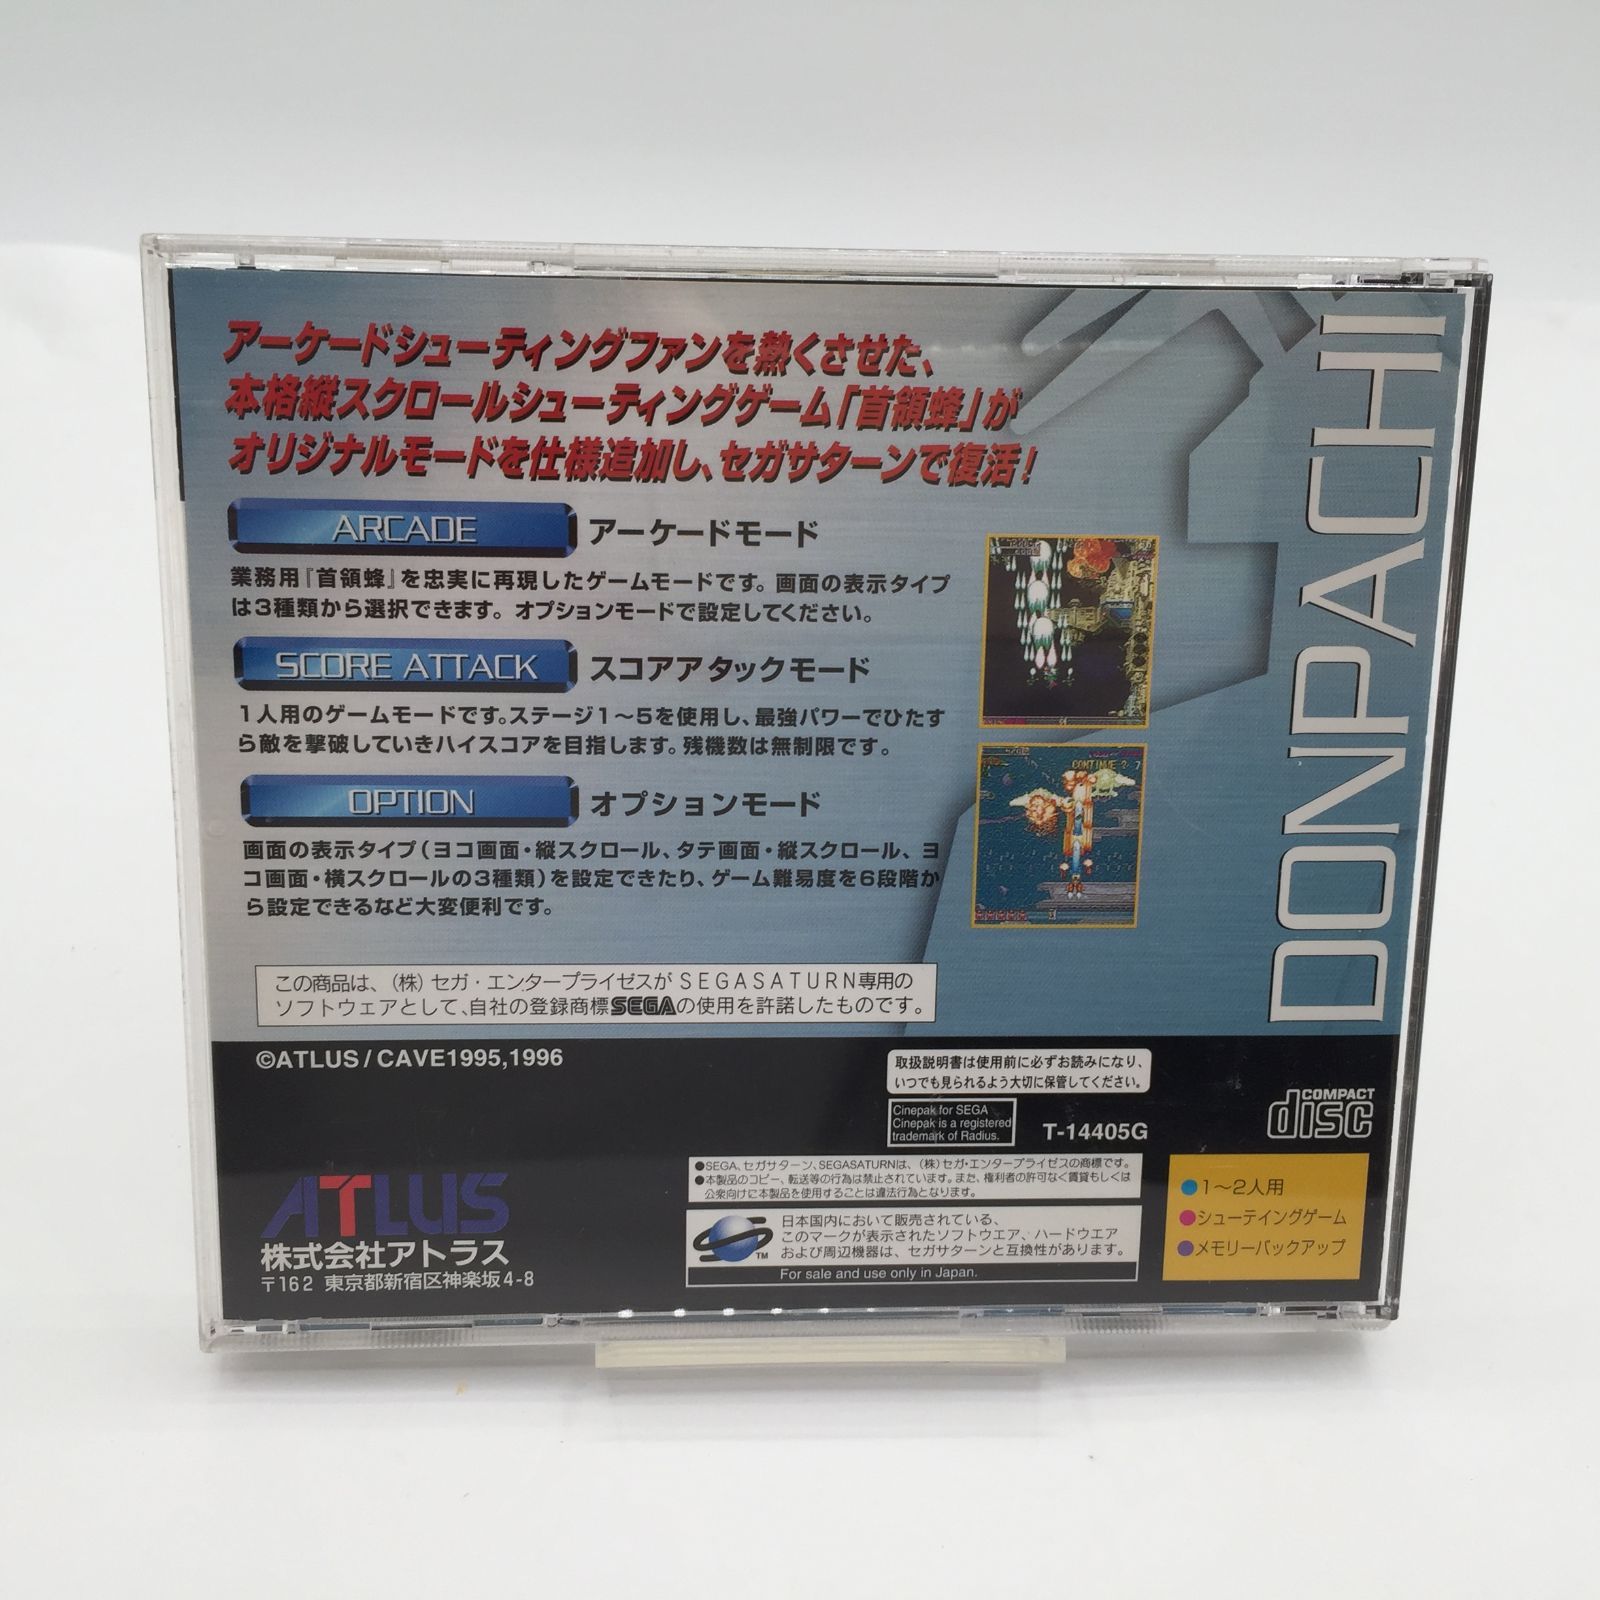 アーケードシューティングファンを熱くさせた、
本格縦スクロールシューティングゲーム「首領蜂」が
オリジナルモードを仕様追加し、セガサターンで復活!
ARCADE アーケードモード
業務用『首領蜂』を忠実に再現したゲームモードです。画面の表示タイプ
は3種類から選択できます。オプションモードで設定してください。
SCORE ATTACK スコアアタックモード
1人用のゲームモードです。ステージ1～5を使用し、最強パワーでひたす
ら敵を撃破していきハイスコアを目指します。残機数は無制限です。
OPTION オプションモード
画面の表示タイプ(ヨコ画面・縦スクロール、タテ画面・縦スクロール、ヨ
コ画面・横スクロールの3種類)を設定できたり、ゲーム難易度を6段階か
ら設定できるなど大変便利です。
CONTINUE ? 7
DONPACHI
この商品は、(株)セガ・エンタープライゼスがSEGASATURN専用の
ソフトウェアとして、自社の登録商標SEGAの使用を許諾したものです。
©ATLUS/CAVE1995,1996
取扱説明書は使用前に必ずお読みになり、
いつでも見られるよう大切に保管してください。
Cinepak for SEGA
Cinepak is a registered
trademark of Radius.
T-14405G
COMPACT
disc
ATLUS
株式会社アトラス
〒162 東京都新宿区神楽坂4-8
●SEGA、セガサターン、SEGASATURNは、(株)セガ・エンタープライゼスの商標です。
●本製品のコピー、転送等の行為は禁止されています。また、権利者の許可なく賃貸もしくは
公衆向けに本製品を使用することは違法行為となります。
TM
日本国内において販売されている、
このマークが表示されたソフトウエア、ハードウエア
および周辺機器は、セガサターンと互換性があります。
For sale and use only in Japan.
●1～2人用
●シューテイングゲーム
●メモリーバックアップ